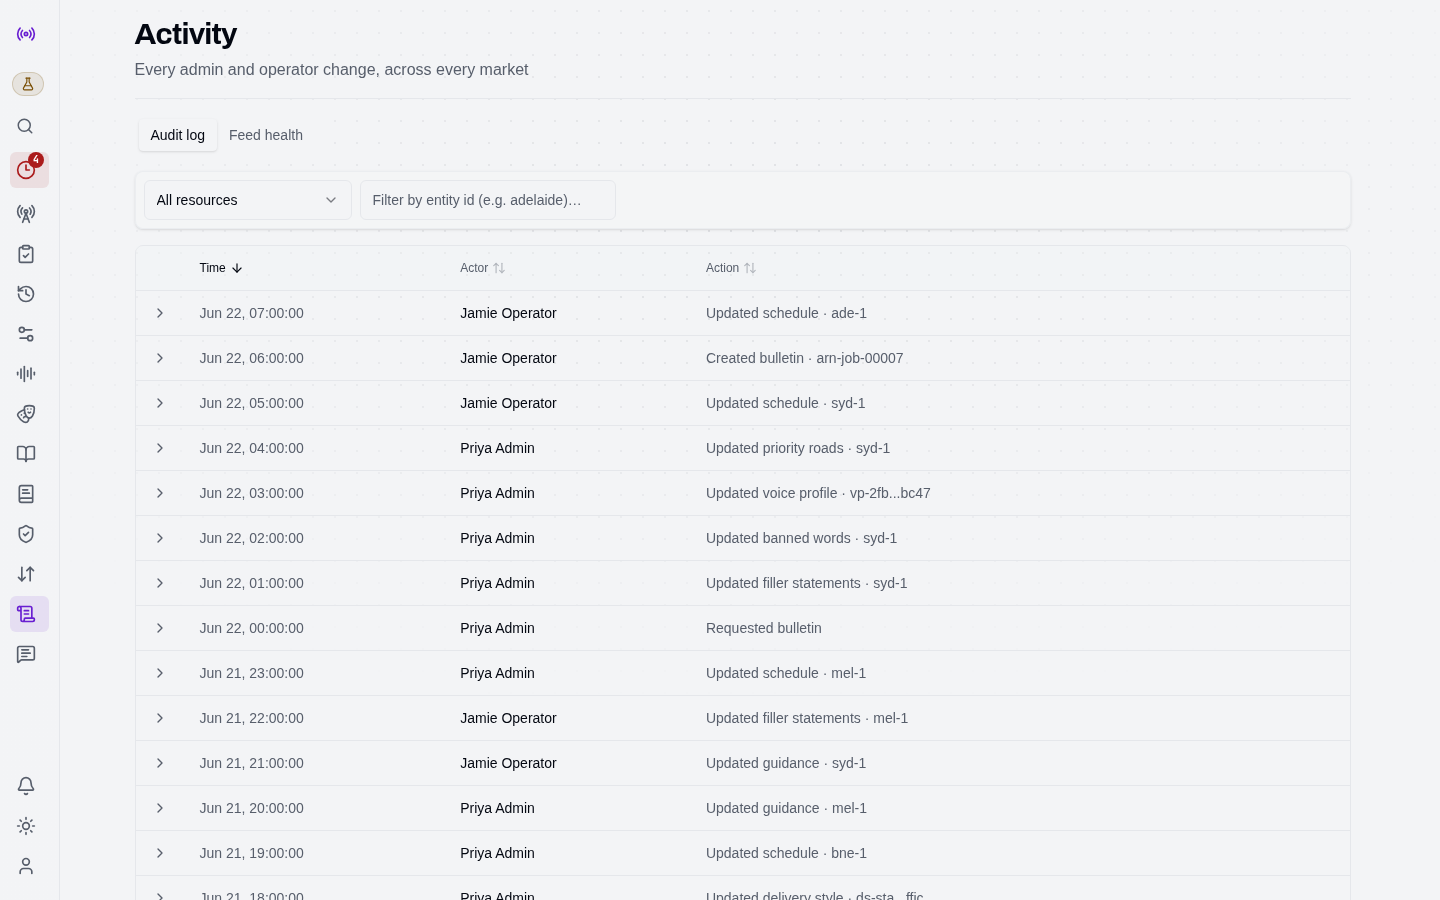 Activity
Every admin and operator change, across every market
4
Audit log
Feed health
All resources
Filter by entity id (e.g. adelaide)…
Time Actor Action
Jun 22, 07:00:00 Jamie Operator Updated schedule · ade-1
Jun 22, 06:00:00 Jamie Operator Created bulletin · arn-job-00007
Jun 22, 05:00:00 Jamie Operator Updated schedule · syd-1
Jun 22, 04:00:00 Priya Admin Updated priority roads · syd-1
Jun 22, 03:00:00 Priya Admin Updated voice profile · vp-2fb...bc47
Jun 22, 02:00:00 Priya Admin Updated banned words · syd-1
Jun 22, 01:00:00 Priya Admin Updated filler statements · syd-1
Jun 22, 00:00:00 Priya Admin Requested bulletin
Jun 21, 23:00:00 Priya Admin Updated schedule · mel-1
Jun 21, 22:00:00 Jamie Operator Updated filler statements · mel-1
Jun 21, 21:00:00 Jamie Operator Updated guidance · syd-1
Jun 21, 20:00:00 Priya Admin Updated guidance · mel-1
Jun 21, 19:00:00 Priya Admin Updated schedule · bne-1
Jun 21, 18:00:00 Priya Admin Updated delivery style · ds-sta...ffic